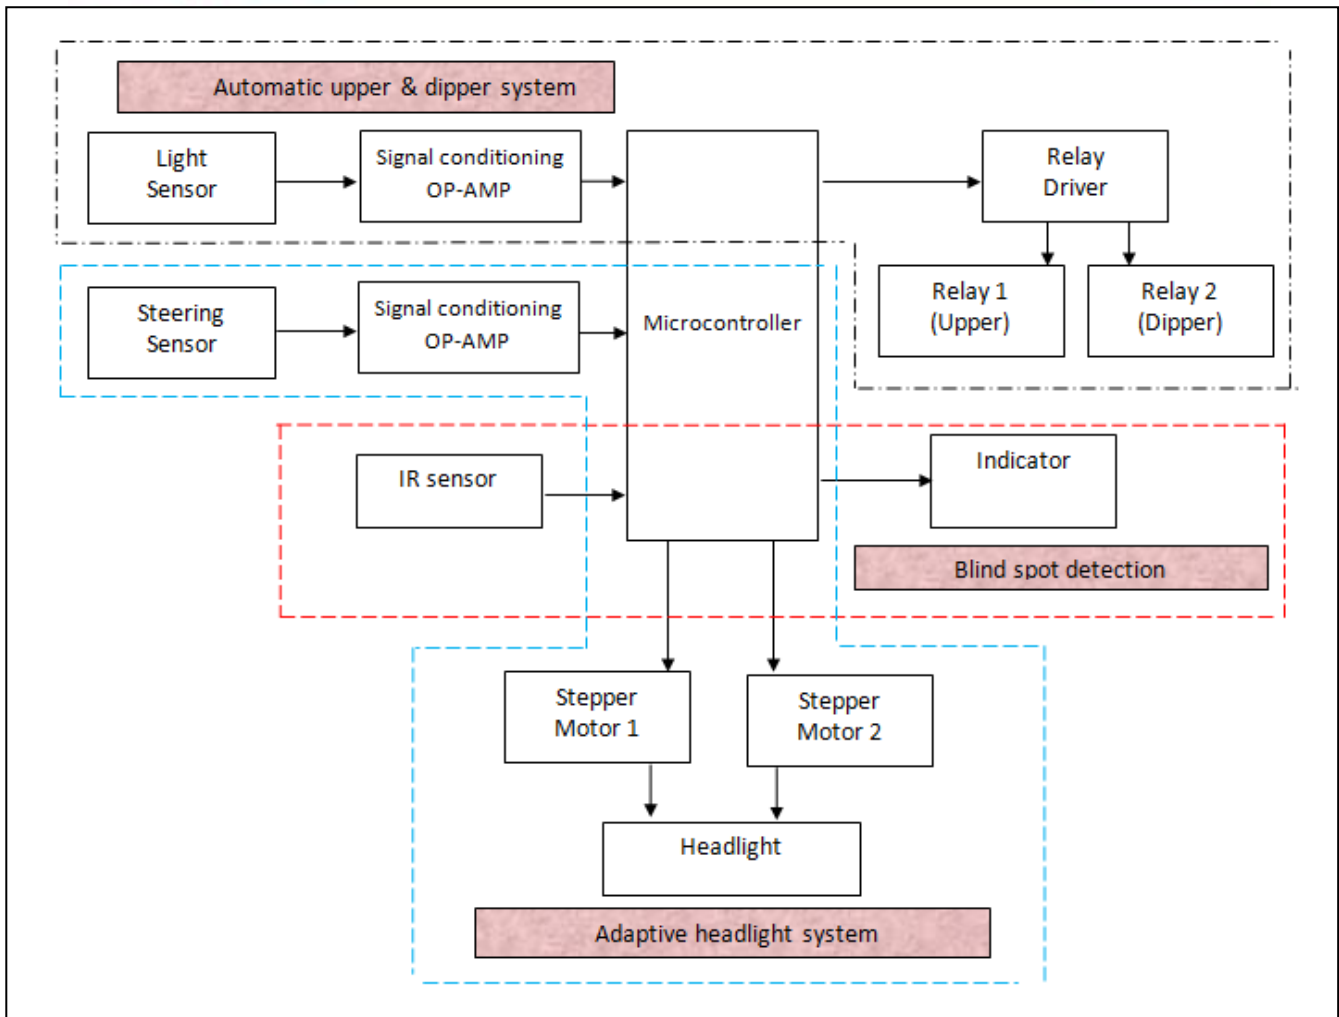 Automatic upper & dipper system
Light
Sensor
Signal conditioning
OP-AMP
Relay
Driver
Relay 1
(Upper)
Relay 2
(Dipper)
Steering
Sensor
Signal conditioning
OP-AMP
Microcontroller
IR sensor
Indicator
Blind spot detection
Stepper
Motor 1
Stepper
Motor 2
Headlight
Adaptive headlight system